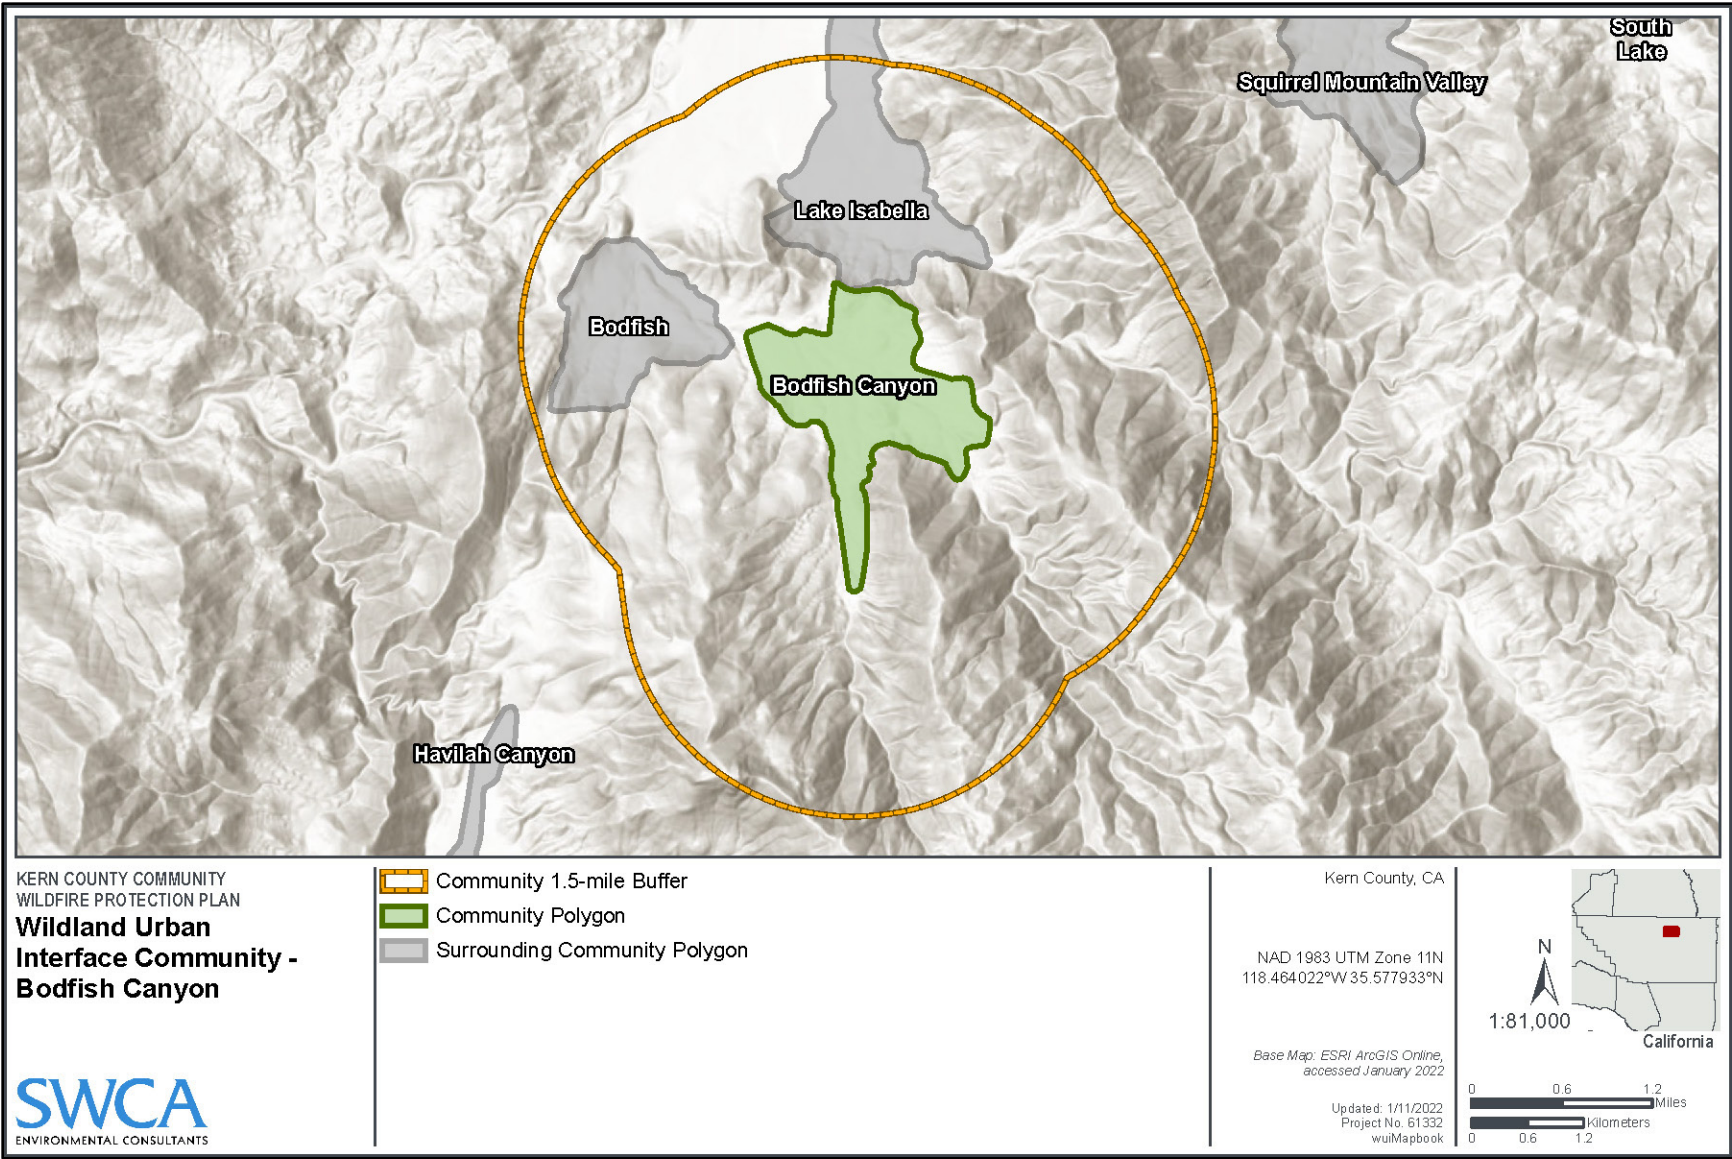 South
Lake
Squirrel Mountain Valley
Lake Isabella
Bodfish
Bodfish Canyon
Havilah Canyon
KERN COUNTY COMMUNITY
WILDFIRE PROTECTION PLAN
Wildland Urban
Interface Community -
Bodfish Canyon
SWCA
ENVIRONMENTAL CONSULTANTS
Community 1.5-mile Buffer
Community Polygon
Surrounding Community Polygon
Kern County, CA
NAD 1983 UTM Zone 11N
118.464022°W 35.577933°N
Base Map: ESRI ArcGIS Online,
accessed January 2022
Updated: 1/11/2022
Project No. 61332
wuiMapbook
N
1:81,000
California
0 0.6 1.2
Miles
Kilometers
0 0.6 1.2